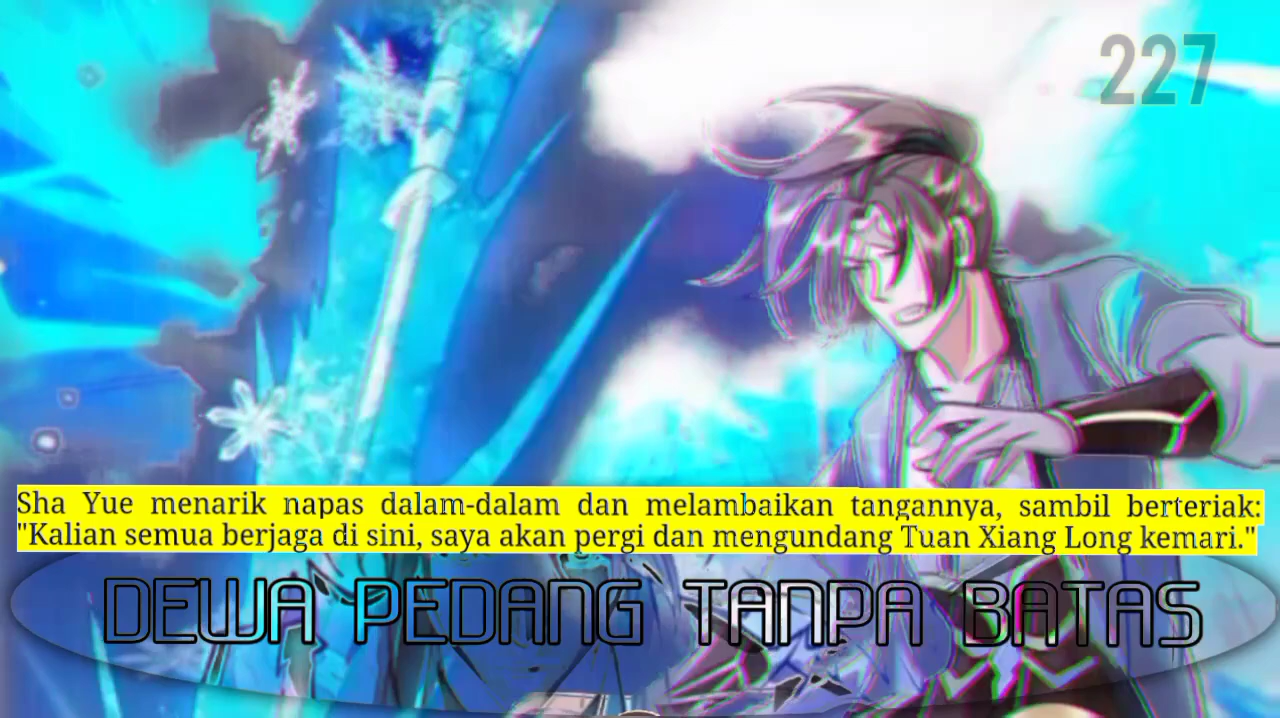 227
Sha Yue menarik napas dalam-dalam dan melambaikan tangannya, sambil berteriak:
"Kalian semua berjaga di sini, saya akan pergi dan mengundang Tuan Xiang Long kemari."
DEWA PEDANG TANPA BATAS